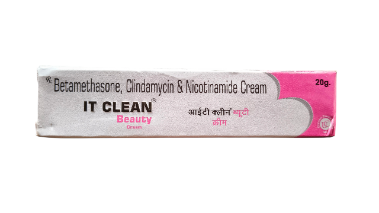 Betamethasone, Clindamycin & Nicotinamide Cream
20g.
IT CLEAN®
Beauty
Cream
आईटी क्लीन ब्यूटी
क्रीम